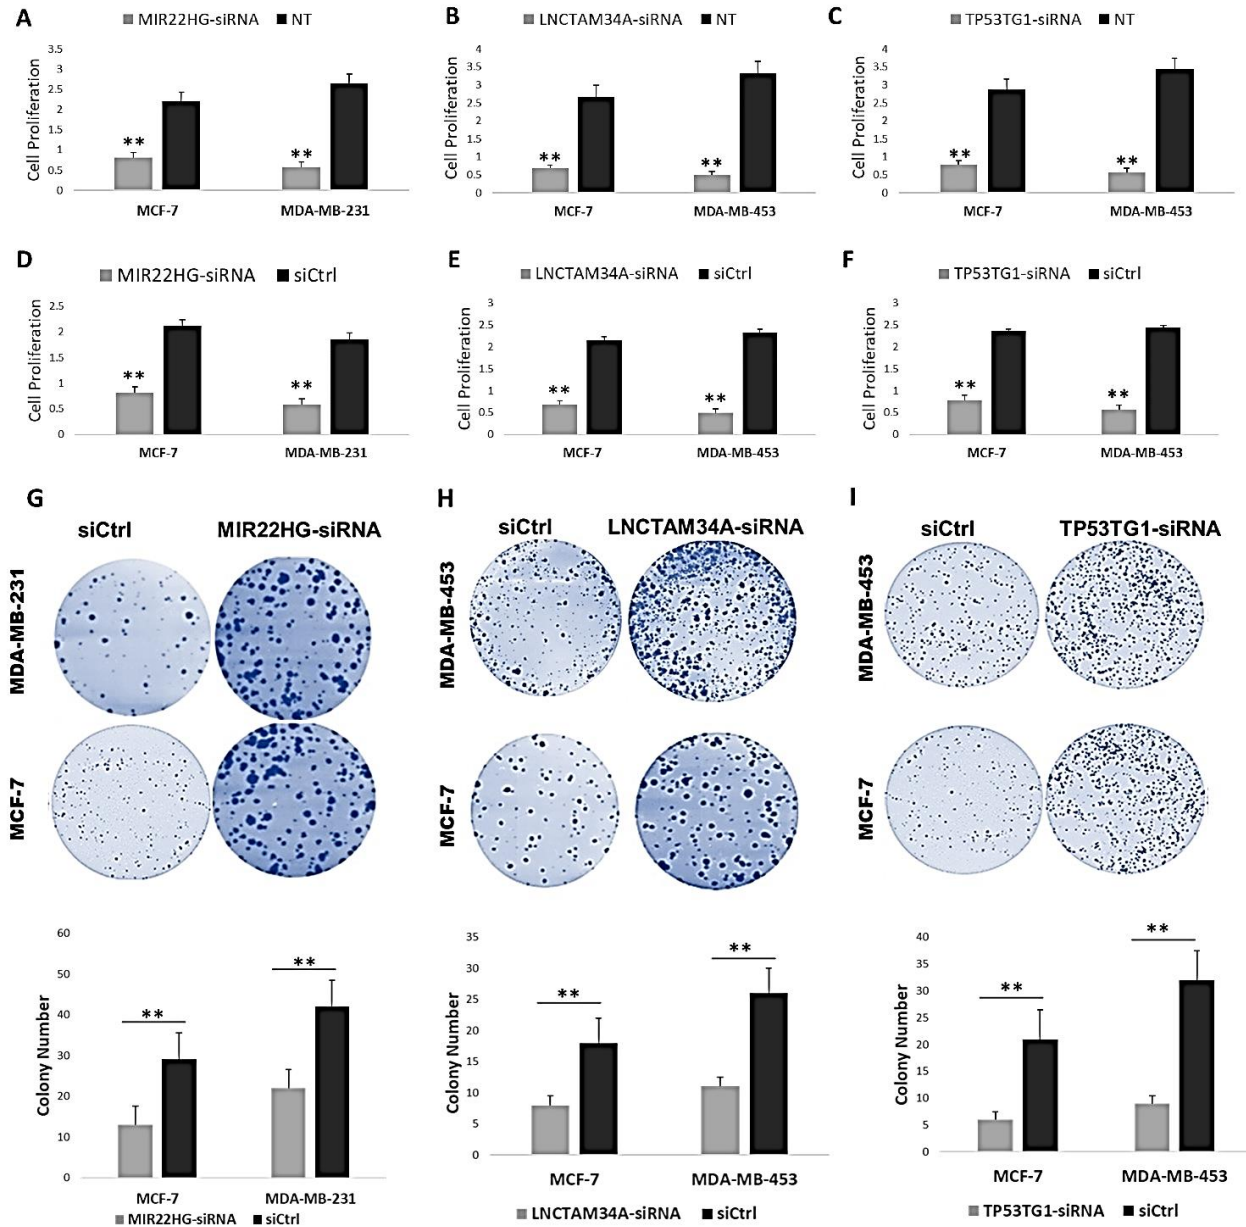 A
MIR22HG-siRNA NT
Cell Proliferation
3.5
3
2.5
2
1.5
1
0.5
0
**
**
MCF-7 MDA-MB-231
B
LNCTAM34A-siRNA NT
Cell Proliferation
4
3.5
3
2.5
2
1.5
1
0.5
0
**
**
MCF-7 MDA-MB-453
C
TP53TG1-siRNA NT
Cell Proliferation
4
3.5
3
2.5
2
1.5
1
0.5
0
**
**
MCF-7 MDA-MB-453
D
MIR22HG-siRNA siCtrl
Cell Proliferation
2.5
2
1.5
1
0.5
0
**
**
MCF-7 MDA-MB-231
E
LNCTAM34A-siRNA siCtrl
Cell Proliferation
3
2.5
2
1.5
1
0.5
0
**
**
MCF-7 MDA-MB-453
F
TP53TG1-siRNA siCtrl
Cell Proliferation
3
2.5
2
1.5
1
0.5
0
**
**
MCF-7 MDA-MB-453
G
siCtrl MIR22HG-siRNA
MDA-MB-231
MCF-7
Colony Number
60
50
40
30
20
10
0
**
**
MCF-7 MDA-MB-231
MIR22HG-siRNA siCtrl
H
siCtrl LNCTAM34A-siRNA
MDA-MB-453
MCF-7
Colony Number
35
30
25
20
15
10
5
0
**
**
MCF-7 MDA-MB-453
LNCTAM34A-siRNA siCtrl
I
siCtrl TP53TG1-siRNA
MDA-MB-453
MCF-7
Colony Number
40
35
30
25
20
15
10
5
0
**
**
MCF-7 MDA-MB-453
TP53TG1-siRNA siCtrl